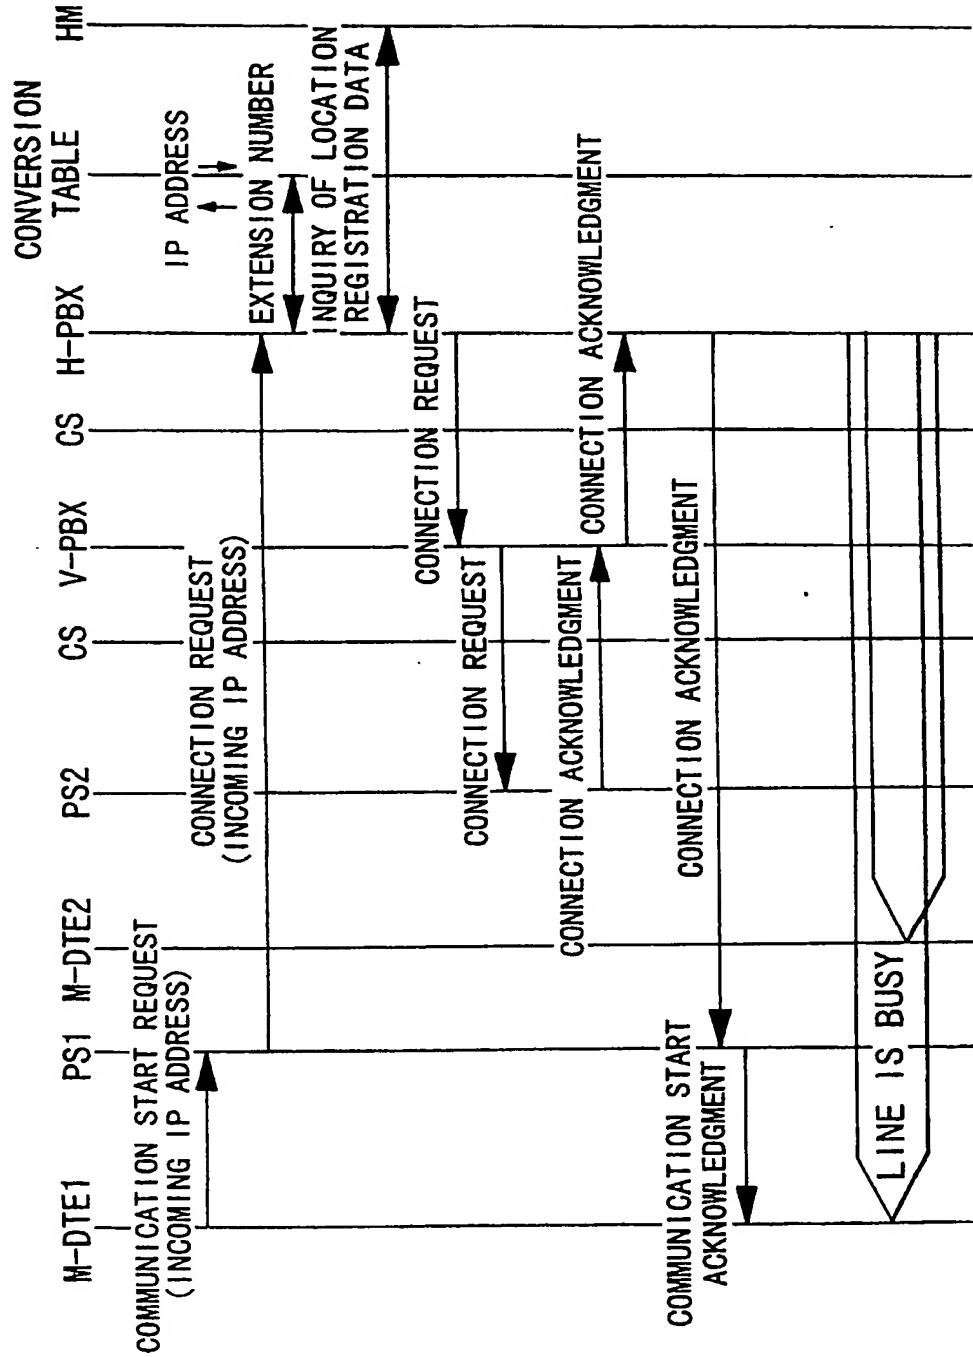 M-DTE1
PS1
M-DTE2
PS2
CS
V-PBX
CS
H-PBX
CONVERSION
TABLE
HM
COMMUNICATION START REQUEST
(INCOMING IP ADDRESS)
CONNECTION REQUEST
(INCOMING IP ADDRESS)
IP ADDRESS
EXTENSION NUMBER
INQUIRY OF LOCATION
REGISTRATION DATA
CONNECTION REQUEST
CONNECTION REQUEST
CONNECTION ACKNOWLEDGMENT
CONNECTION ACKNOWLEDGMENT
CONNECTION ACKNOWLEDGMENT
COMMUNICATION START
ACKNOWLEDGMENT
LINE IS BUSY